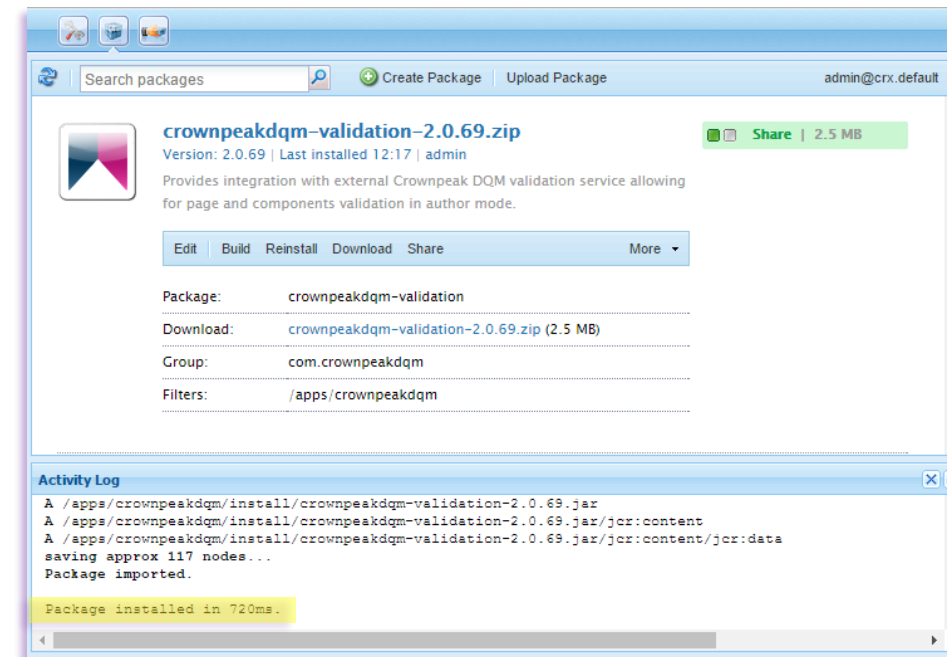 Search packages
Create Package
Upload Package
admin@crx.default
crownpeakdqm-validation-2.0.69.zip
Share | 2.5 MB
Version: 2.0.69 | Last installed 12:17 | admin
Provides integration with external Crownpeak DQM validation service allowing
for page and components validation in author mode.
Edit Build Reinstall Download Share More
Package: crownpeakdqm-validation
Download: crownpeakdqm-validation-2.0.69.zip (2.5 MB)
Group: com.crownpeakdqm
Filters: /apps/crownpeakdqm
Activity Log
A /apps/crownpeakdqm/install/crownpeakdqm-validation-2.0.69.jar
A /apps/crownpeakdqm/install/crownpeakdqm-validation-2.0.69.jar/jcr:content
A /apps/crownpeakdqm/install/crownpeakdqm-validation-2.0.69.jar/jcr:content/jcr:data
saving approx 117 nodes...
Package imported.
Package installed in 720ms.